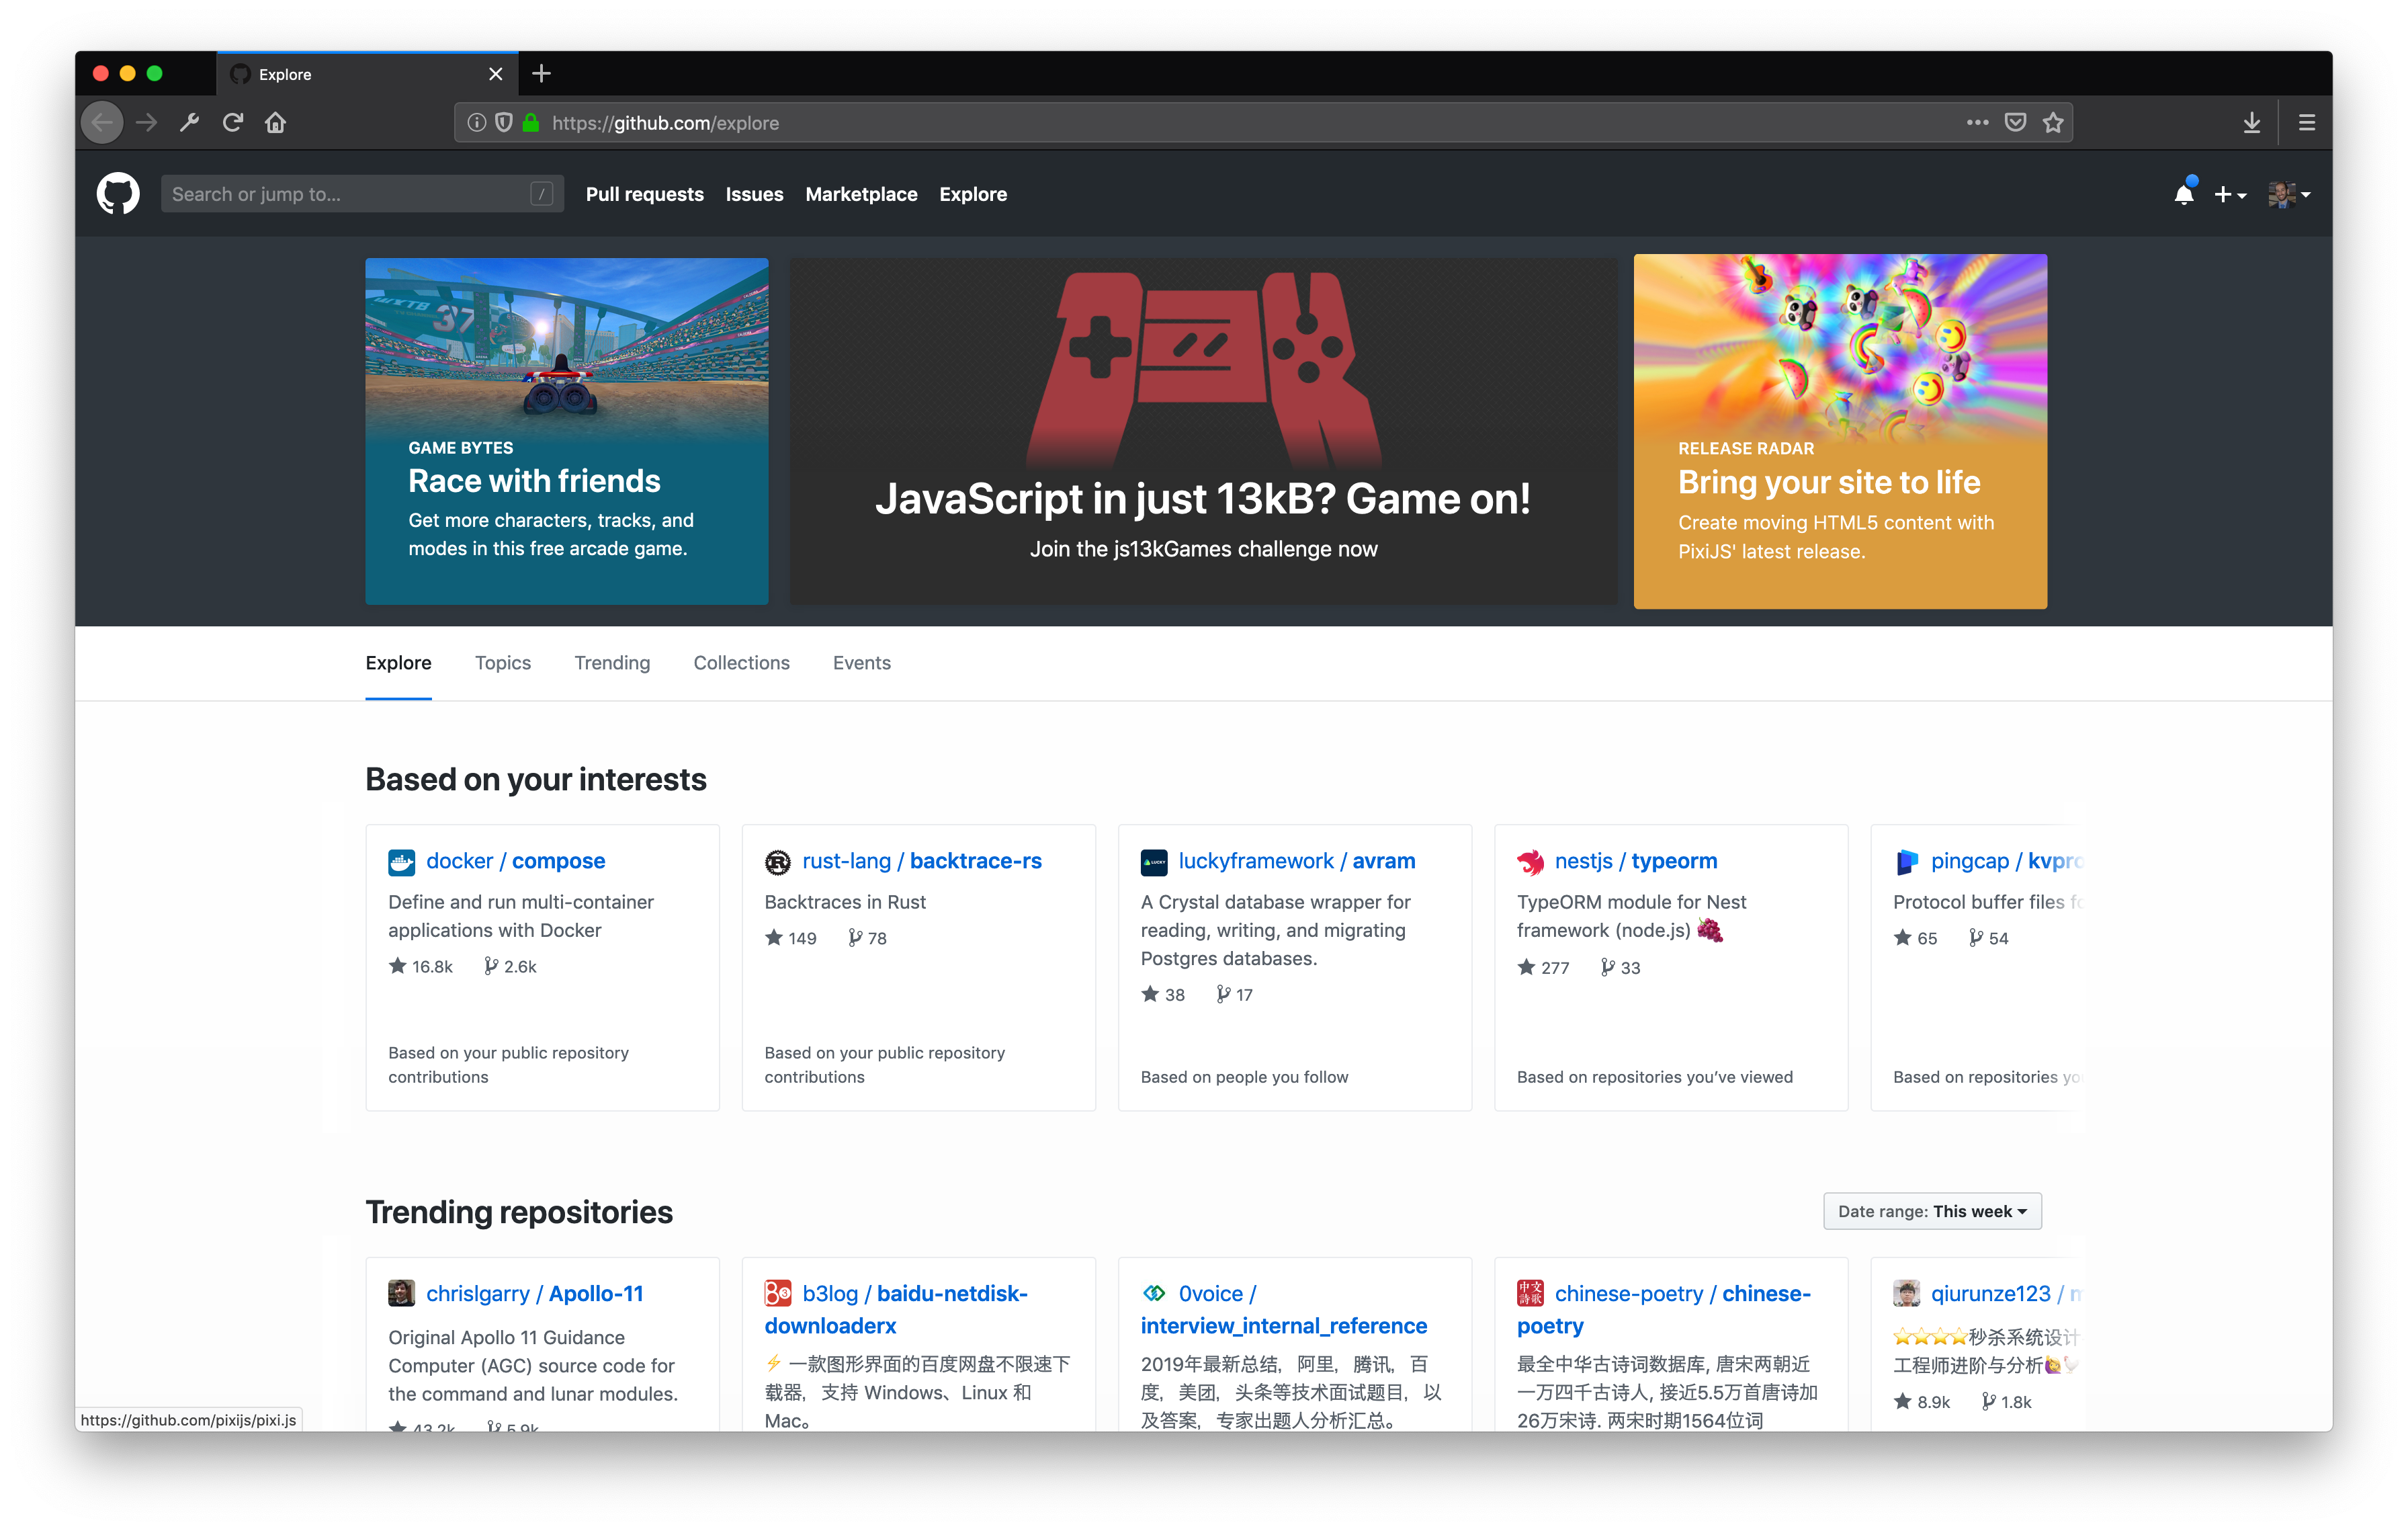 Explore
https://github.com/explore
Search or jump to...
/
Pull requests
Issues
Marketplace
Explore
37
GAME BYTES
Race with friends
Get more characters, tracks, and
modes in this free arcade game.
JavaScript in just 13kB? Game on!
Join the js13kGames challenge now
RELEASE RADAR
Bring your site to life
Create moving HTML5 content with
PixiJS' latest release.
Explore
Topics
Trending
Collections
Events
Based on your interests
docker / compose
Define and run multi-container
applications with Docker
16.8k 2.6k
Based on your public repository
contributions
rust-lang / backtrace-rs
Backtraces in Rust
149 78
Based on your public repository
contributions
LUCKY
luckyframework / avram
A Crystal database wrapper for
reading, writing, and migrating
Postgres databases.
38 17
Based on people you follow
nestjs / typeorm
TypeORM module for Nest
framework (node.js) 🍇
277 33
Based on repositories you’ve viewed
pingcap / kvpro
Protocol buffer files fo
65 54
Based on repositories yo
Trending repositories
Date range: This week
chrislgarry / Apollo-11
Original Apollo 11 Guidance
Computer (AGC) source code for
the command and lunar modules.
43.2k 5.9k
b3log / baidu-netdisk-
downloaderx
⚡ 一款图形界面的百度网盘不限速下
载器，支持 Windows、Linux 和
Mac。
0voice /
interview_internal_reference
2019年最新总结，阿里，腾讯，百
度，美团，头条等技术面试题目，以
及答案，专家出题人分析汇总。
中文
詩歌
chinese-poetry / chinese-
poetry
最全中华古诗词数据库, 唐宋两朝近
一万四千古诗人, 接近5.5万首唐诗加
26万宋诗. 两宋时期1564位词
qiurunze123 / m
⭐⭐⭐⭐秒杀系统设计
工程师进阶与分析
8.9k 1.8k
https://github.com/pixijs/pixi.js